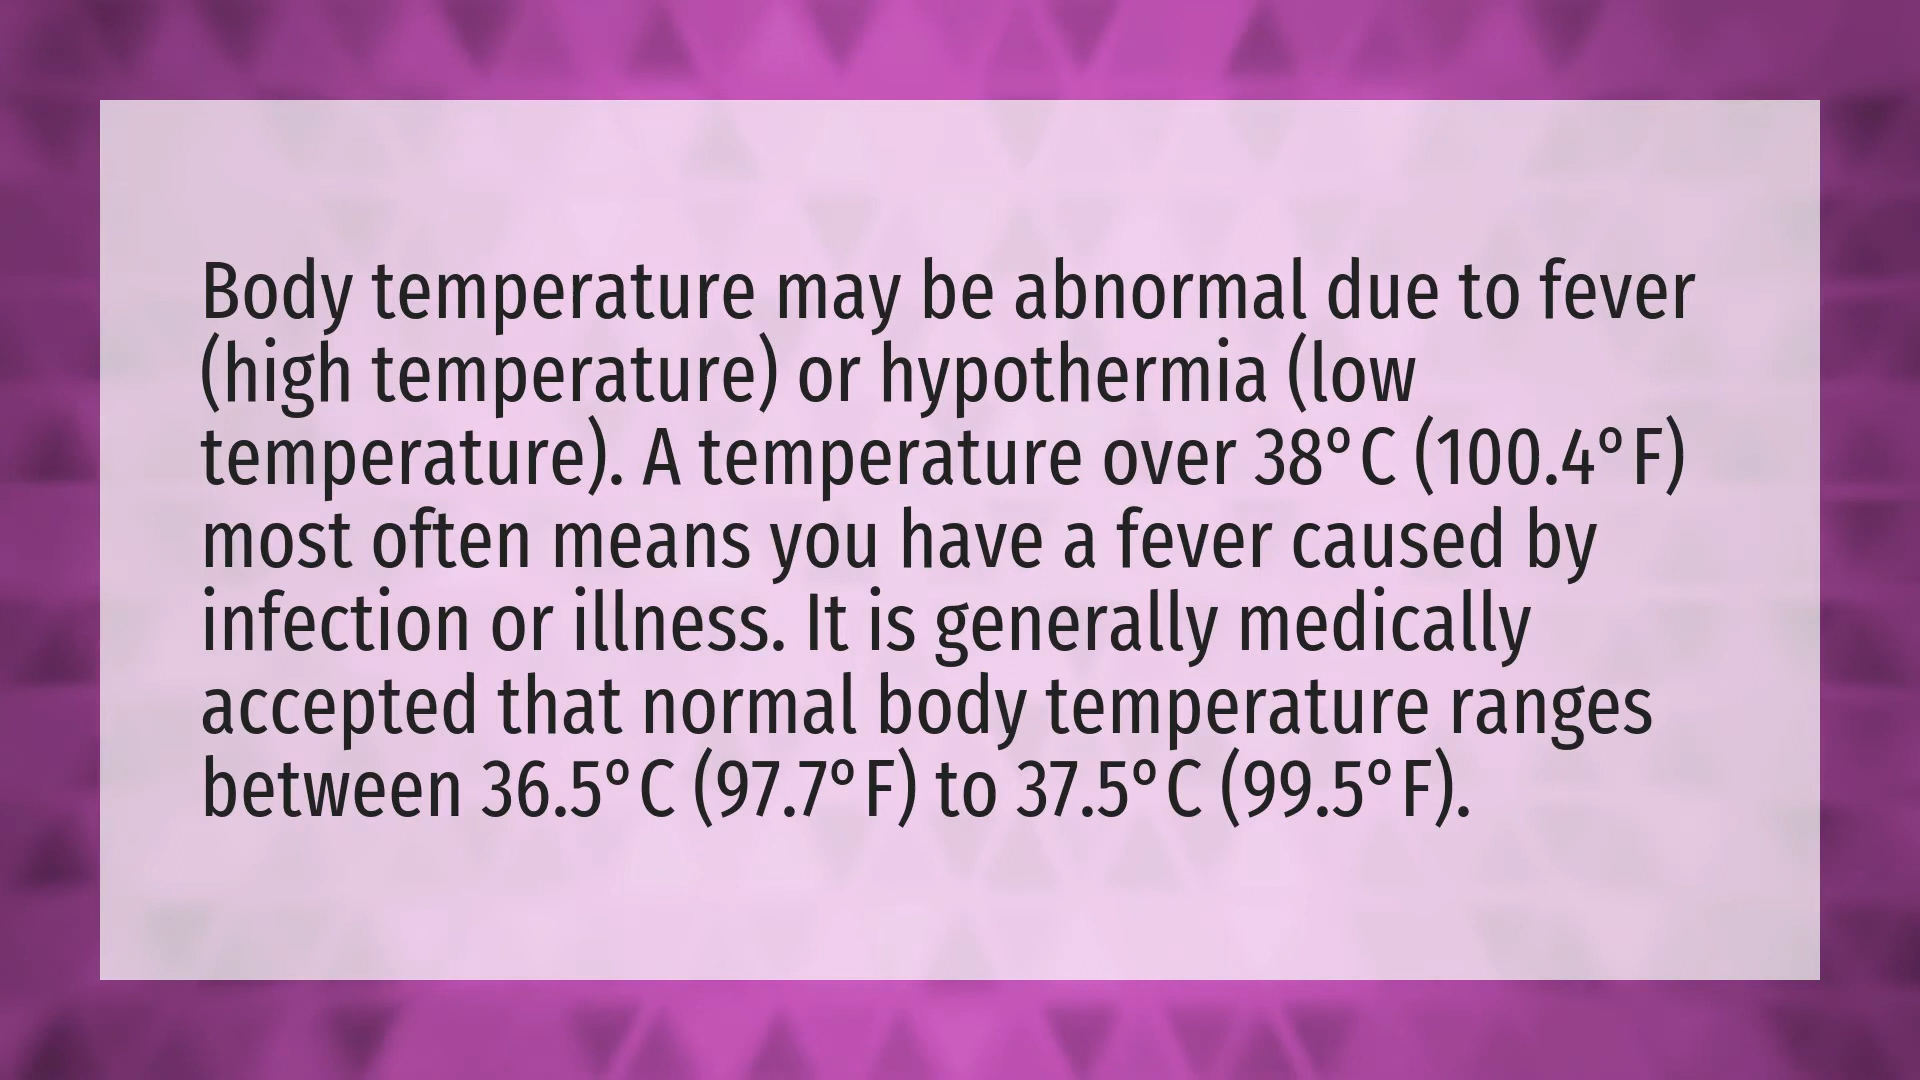 Body temperature may be abnormal due to fever
(high temperature) or hypothermia (low
temperature). A temperature over 38°C (100.4°F)
most often means you have a fever caused by
infection or illness. It is generally medically
accepted that normal body temperature ranges
between 36.5°C (97.7°F) to 37.5°C (99.5°F).